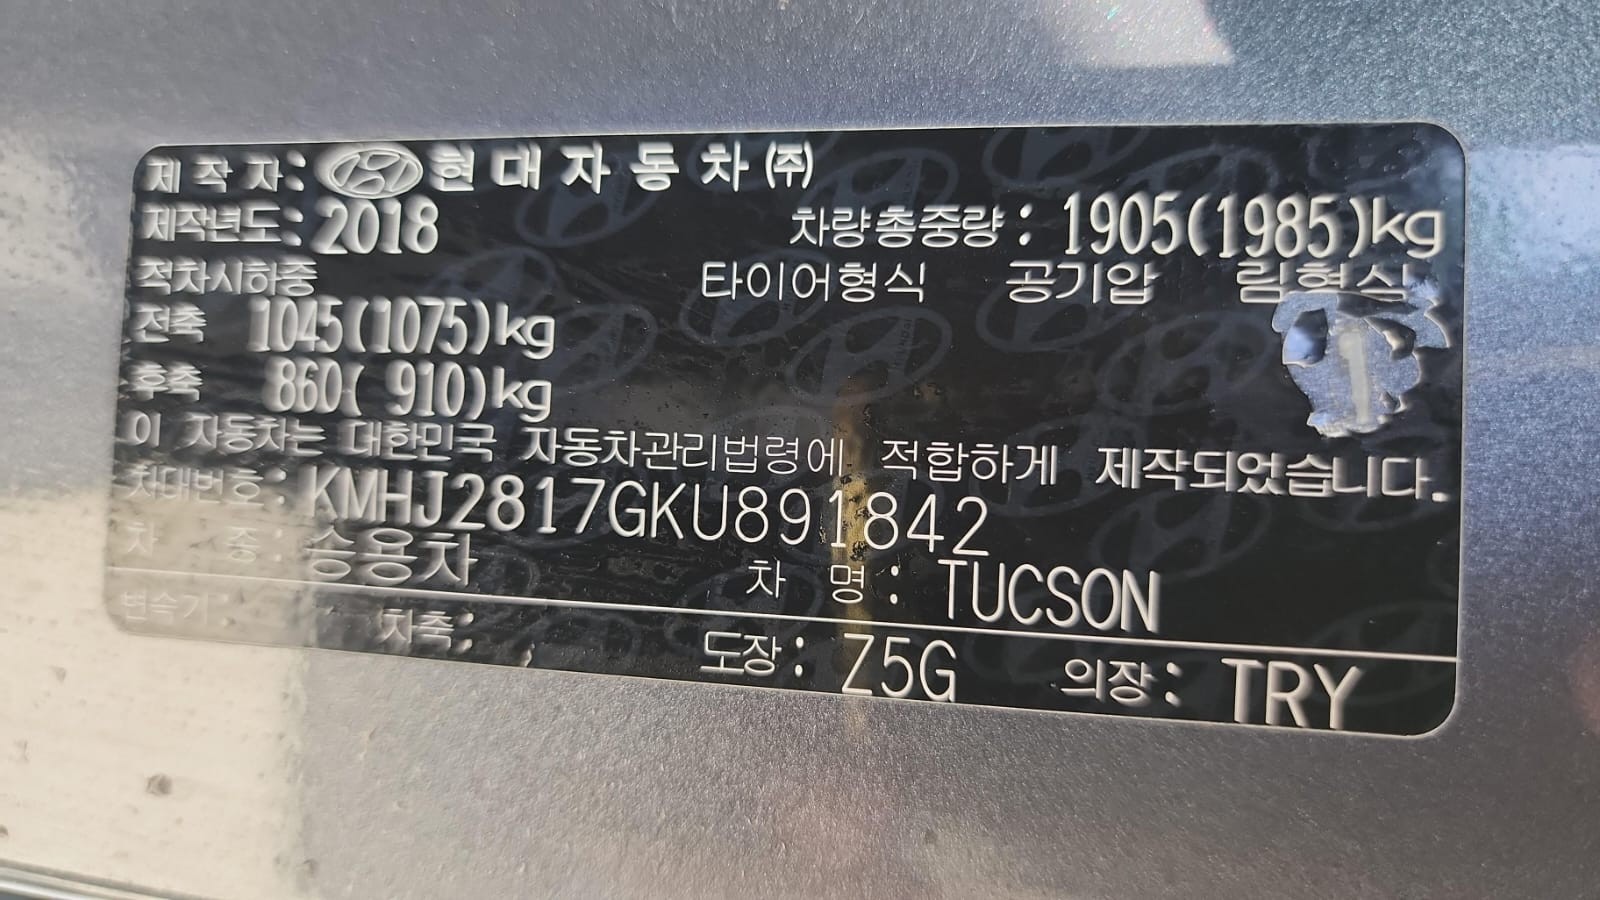 제작자: 현대자동차(주)
제작년도: 2018 차량총중량: 1905(1985)kg
적차시하중 타이어형식 공기압 림형식
전축 1045(1075)kg
후축 860( 910)kg
이 자동차는 대한민국 자동차관리법령에 적합하게 제작되었습니다.
차대번호: KMHJ2817GKU891842
차 종: 승용차 차 명: TUCSON
변속기: 차축: 도장: Z5G 의장: TRY